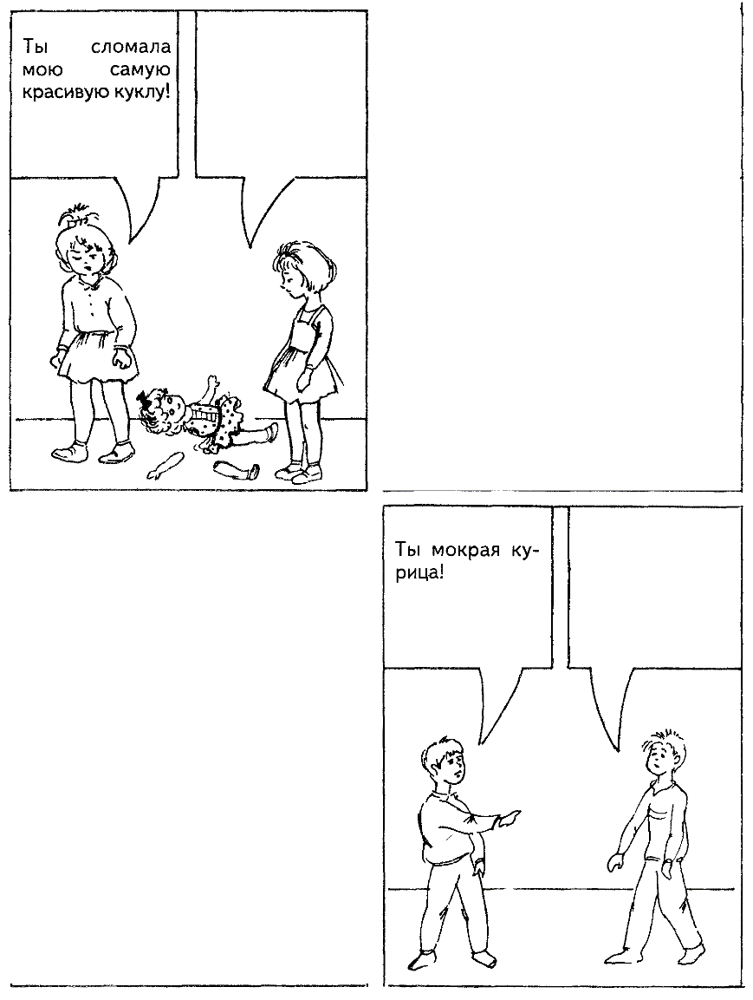 Ты сломала
мою самую
красивую куклу!
Ты мокрая ку-
рица!